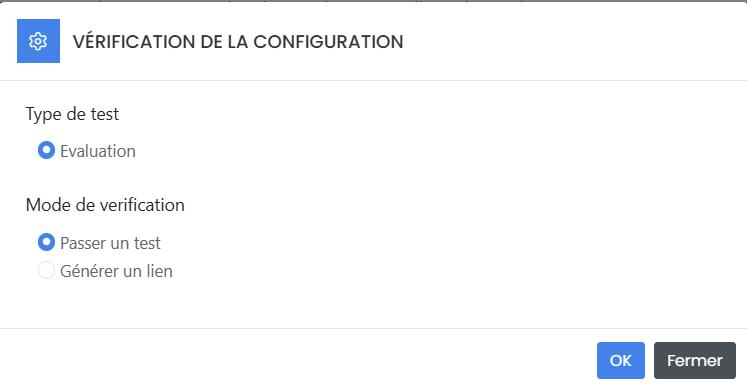 VÉRIFICATION DE LA CONFIGURATION
Type de test
Evaluation
Mode de verification
Passer un test
Générer un lien
OK Fermer